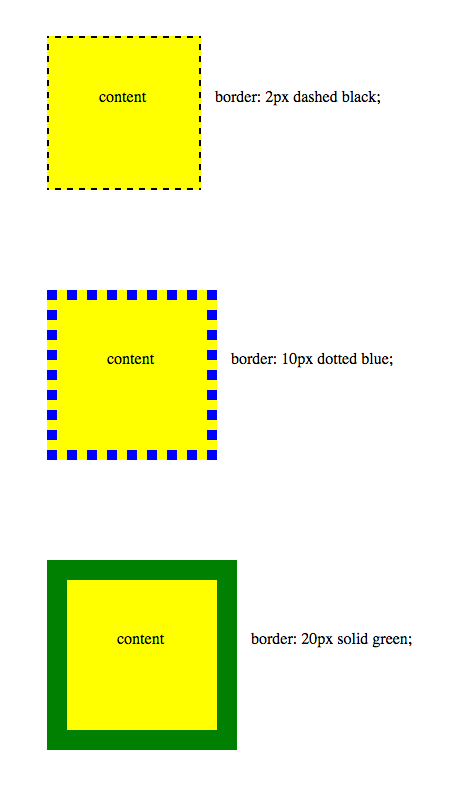 content border: 2px dashed black;
content border: 10px dotted blue;
content border: 20px solid green;